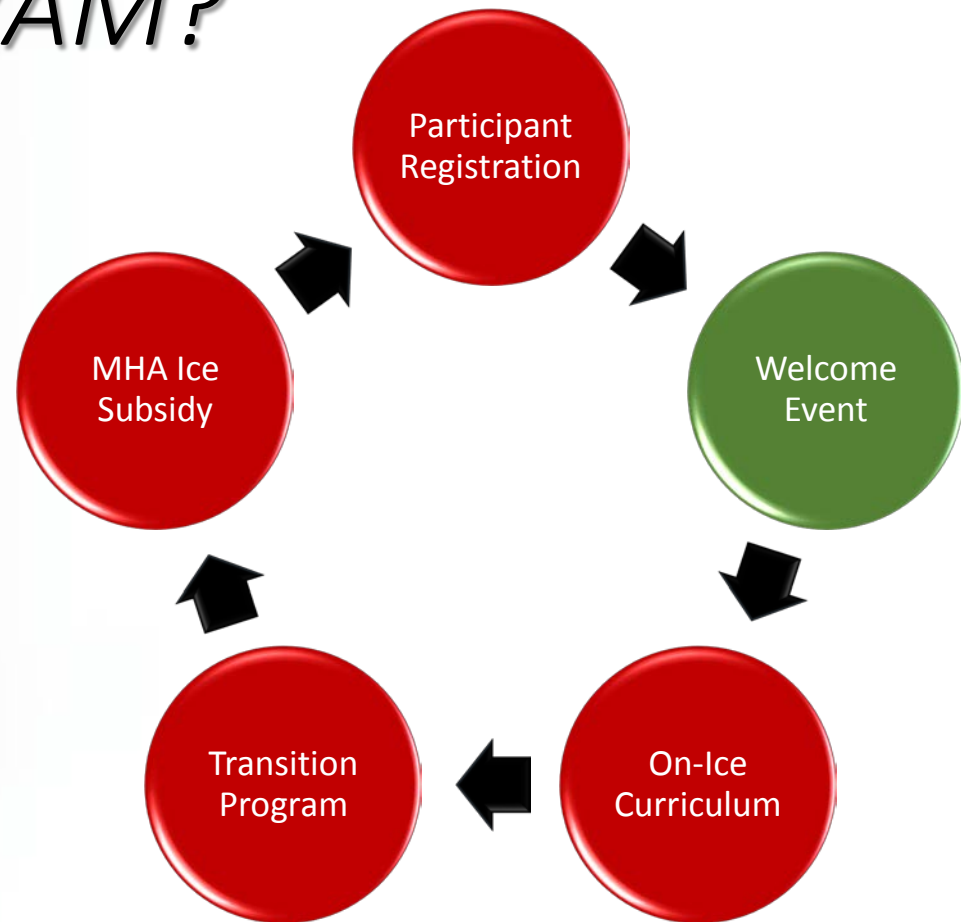 AM?
Participant
Registration
MHA Ice
Subsidy
Welcome
Event
Transition
Program
On-Ice
Curriculum